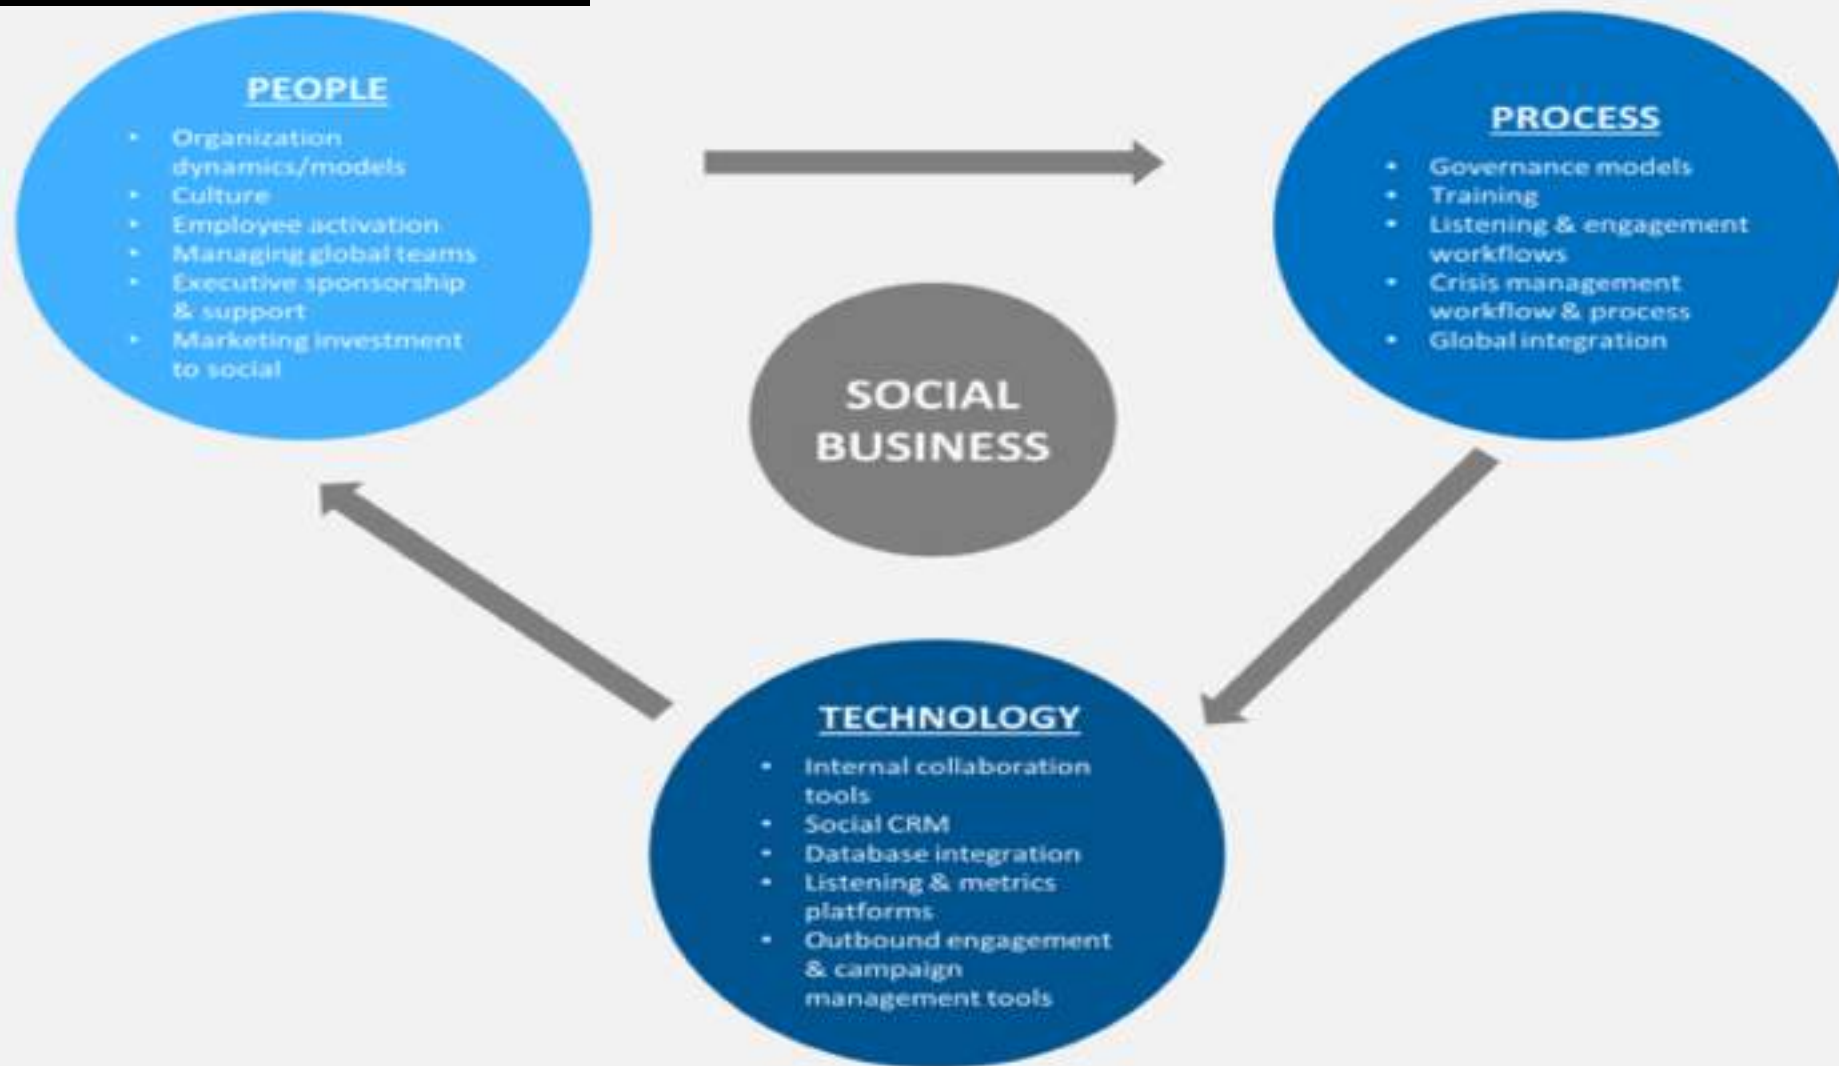 PEOPLE
• Organization
dynamics/models
• Culture
• Employee activation
• Managing global teams
• Executive sponsorship
& support
• Marketing investment
to social
PROCESS
• Governance models
• Training
• Listening & engagement
workflows
• Crisis management
workflow & process
• Global integration
SOCIAL
BUSINESS
TECHNOLOGY
• Internal collaboration
tools
• Social CRM
• Database integration
• Listening & metrics
platforms
• Outbound engagement
& campaign
management tools